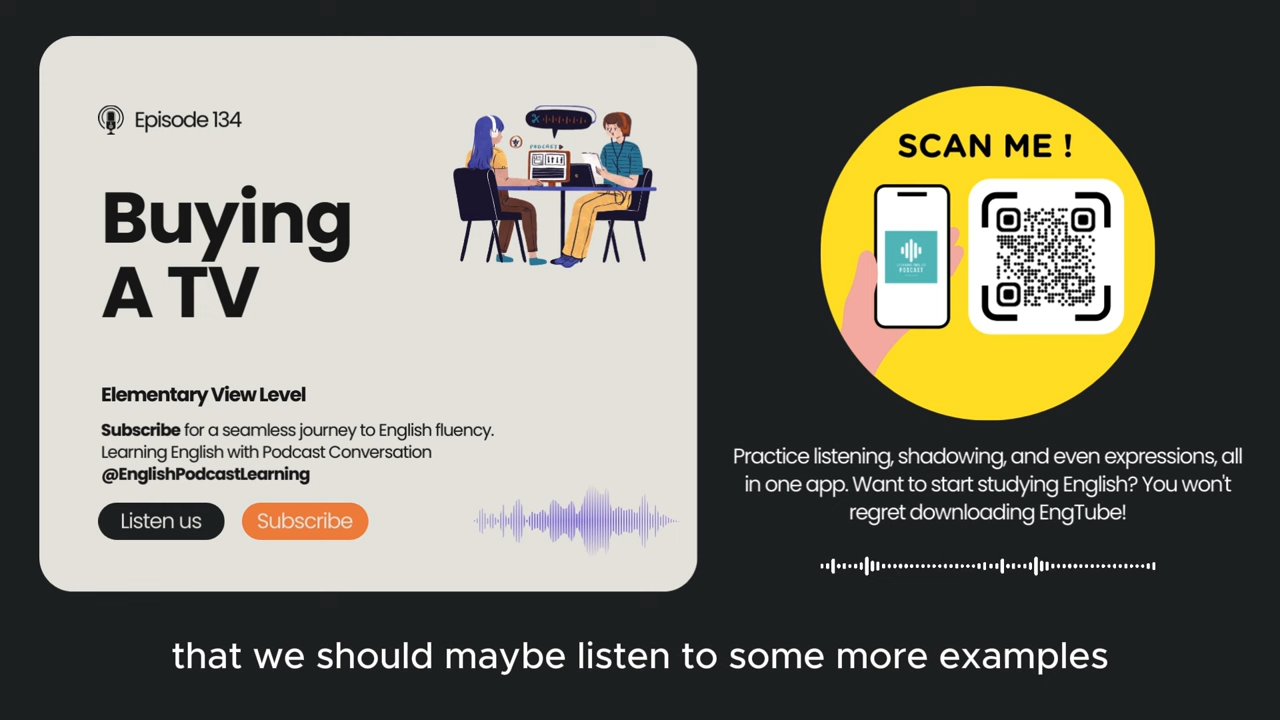 Episode 134
Buying
A TV
Elementary View Level
Subscribe for a seamless journey to English fluency.
Learning English with Podcast Conversation
@EnglishPodcastLearning
Listen us
Subscribe
PODCAST
SCAN ME !
PODCAST
Practice listening, shadowing, and even expressions, all
in one app. Want to start studying English? You won't
regret downloading EngTube!
that we should maybe listen to some more examples